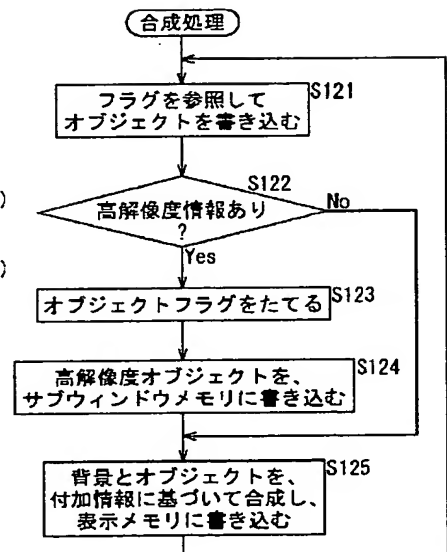 合成処理
フラグを参照して
オブジェクトを書き込む
S121
S122
高解像度情報あり
?
No
Yes
オブジェクトフラグをたてる
S123
高解像度オブジェクトを、
サブウィンドウメモリに書き込む
S124
背景とオブジェクトを、
付加情報に基づいて合成し、
表示メモリに書き込む
S125
)
)